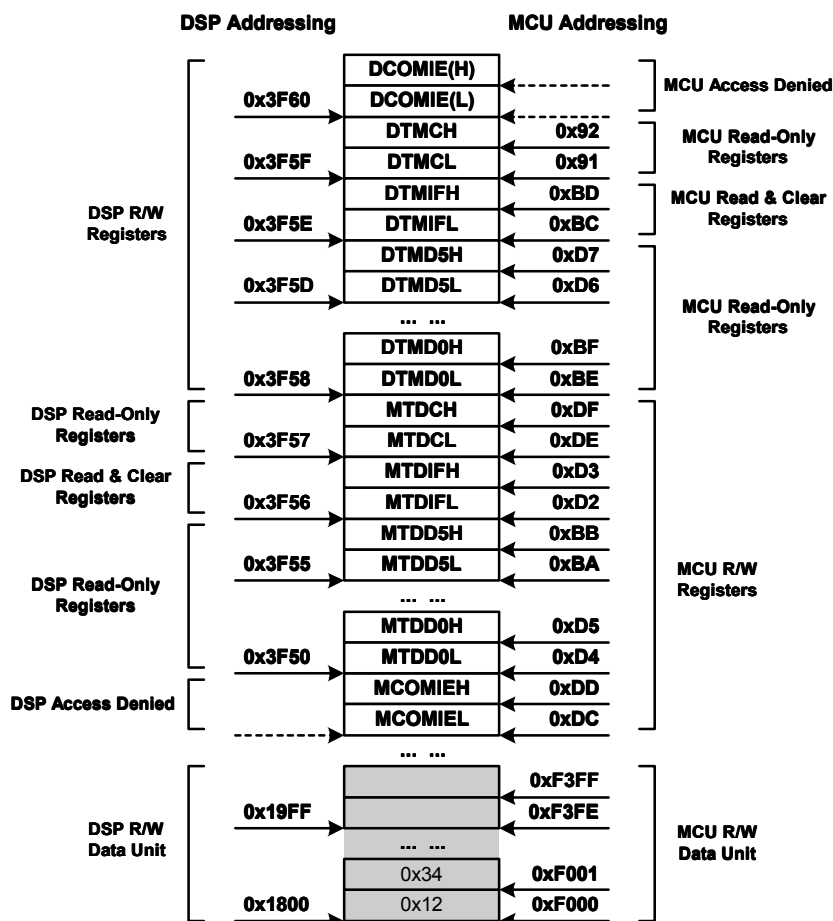 DSP Addressing MCU Addressing
DCOMIE(H)
MCU Access Denied
0x3F60 DCOMIE(L)
DTMCH 0x92
MCU Read-Only
Registers
0x3F5F DTMCL 0x91
DTMIFH 0xBD
MCU Read & Clear
Registers
DSP R/W
Registers
0x3F5E DTMIFL 0xBC
DTMD5H 0xD7
0x3F5D DTMD5L 0xD6
MCU Read-Only
Registers
... ...
DTMD0H 0xBF
0x3F58 DTMD0L 0xBE
DSP Read-Only
Registers
MTDCH 0xDF
0x3F57 MTDCL 0xDE
DSP Read & Clear
Registers
MTDIFH 0xD3
0x3F56 MTDIFL 0xD2
MTDD5H 0xBB
0x3F55 MTDD5L 0xBA
DSP Read-Only
Registers
MCU R/W
Registers
... ...
MTDD0H 0xD5
0x3F50 MTDD0L 0xD4
MCOMIEH 0xDD
DSP Access Denied
MCOMIEL 0xDC
... ...
0xF3FF
0x19FF 0xF3FE
DSP R/W
Data Unit
MCU R/W
Data Unit
... ...
0x34 0xF001
0x1800 0x12 0xF000